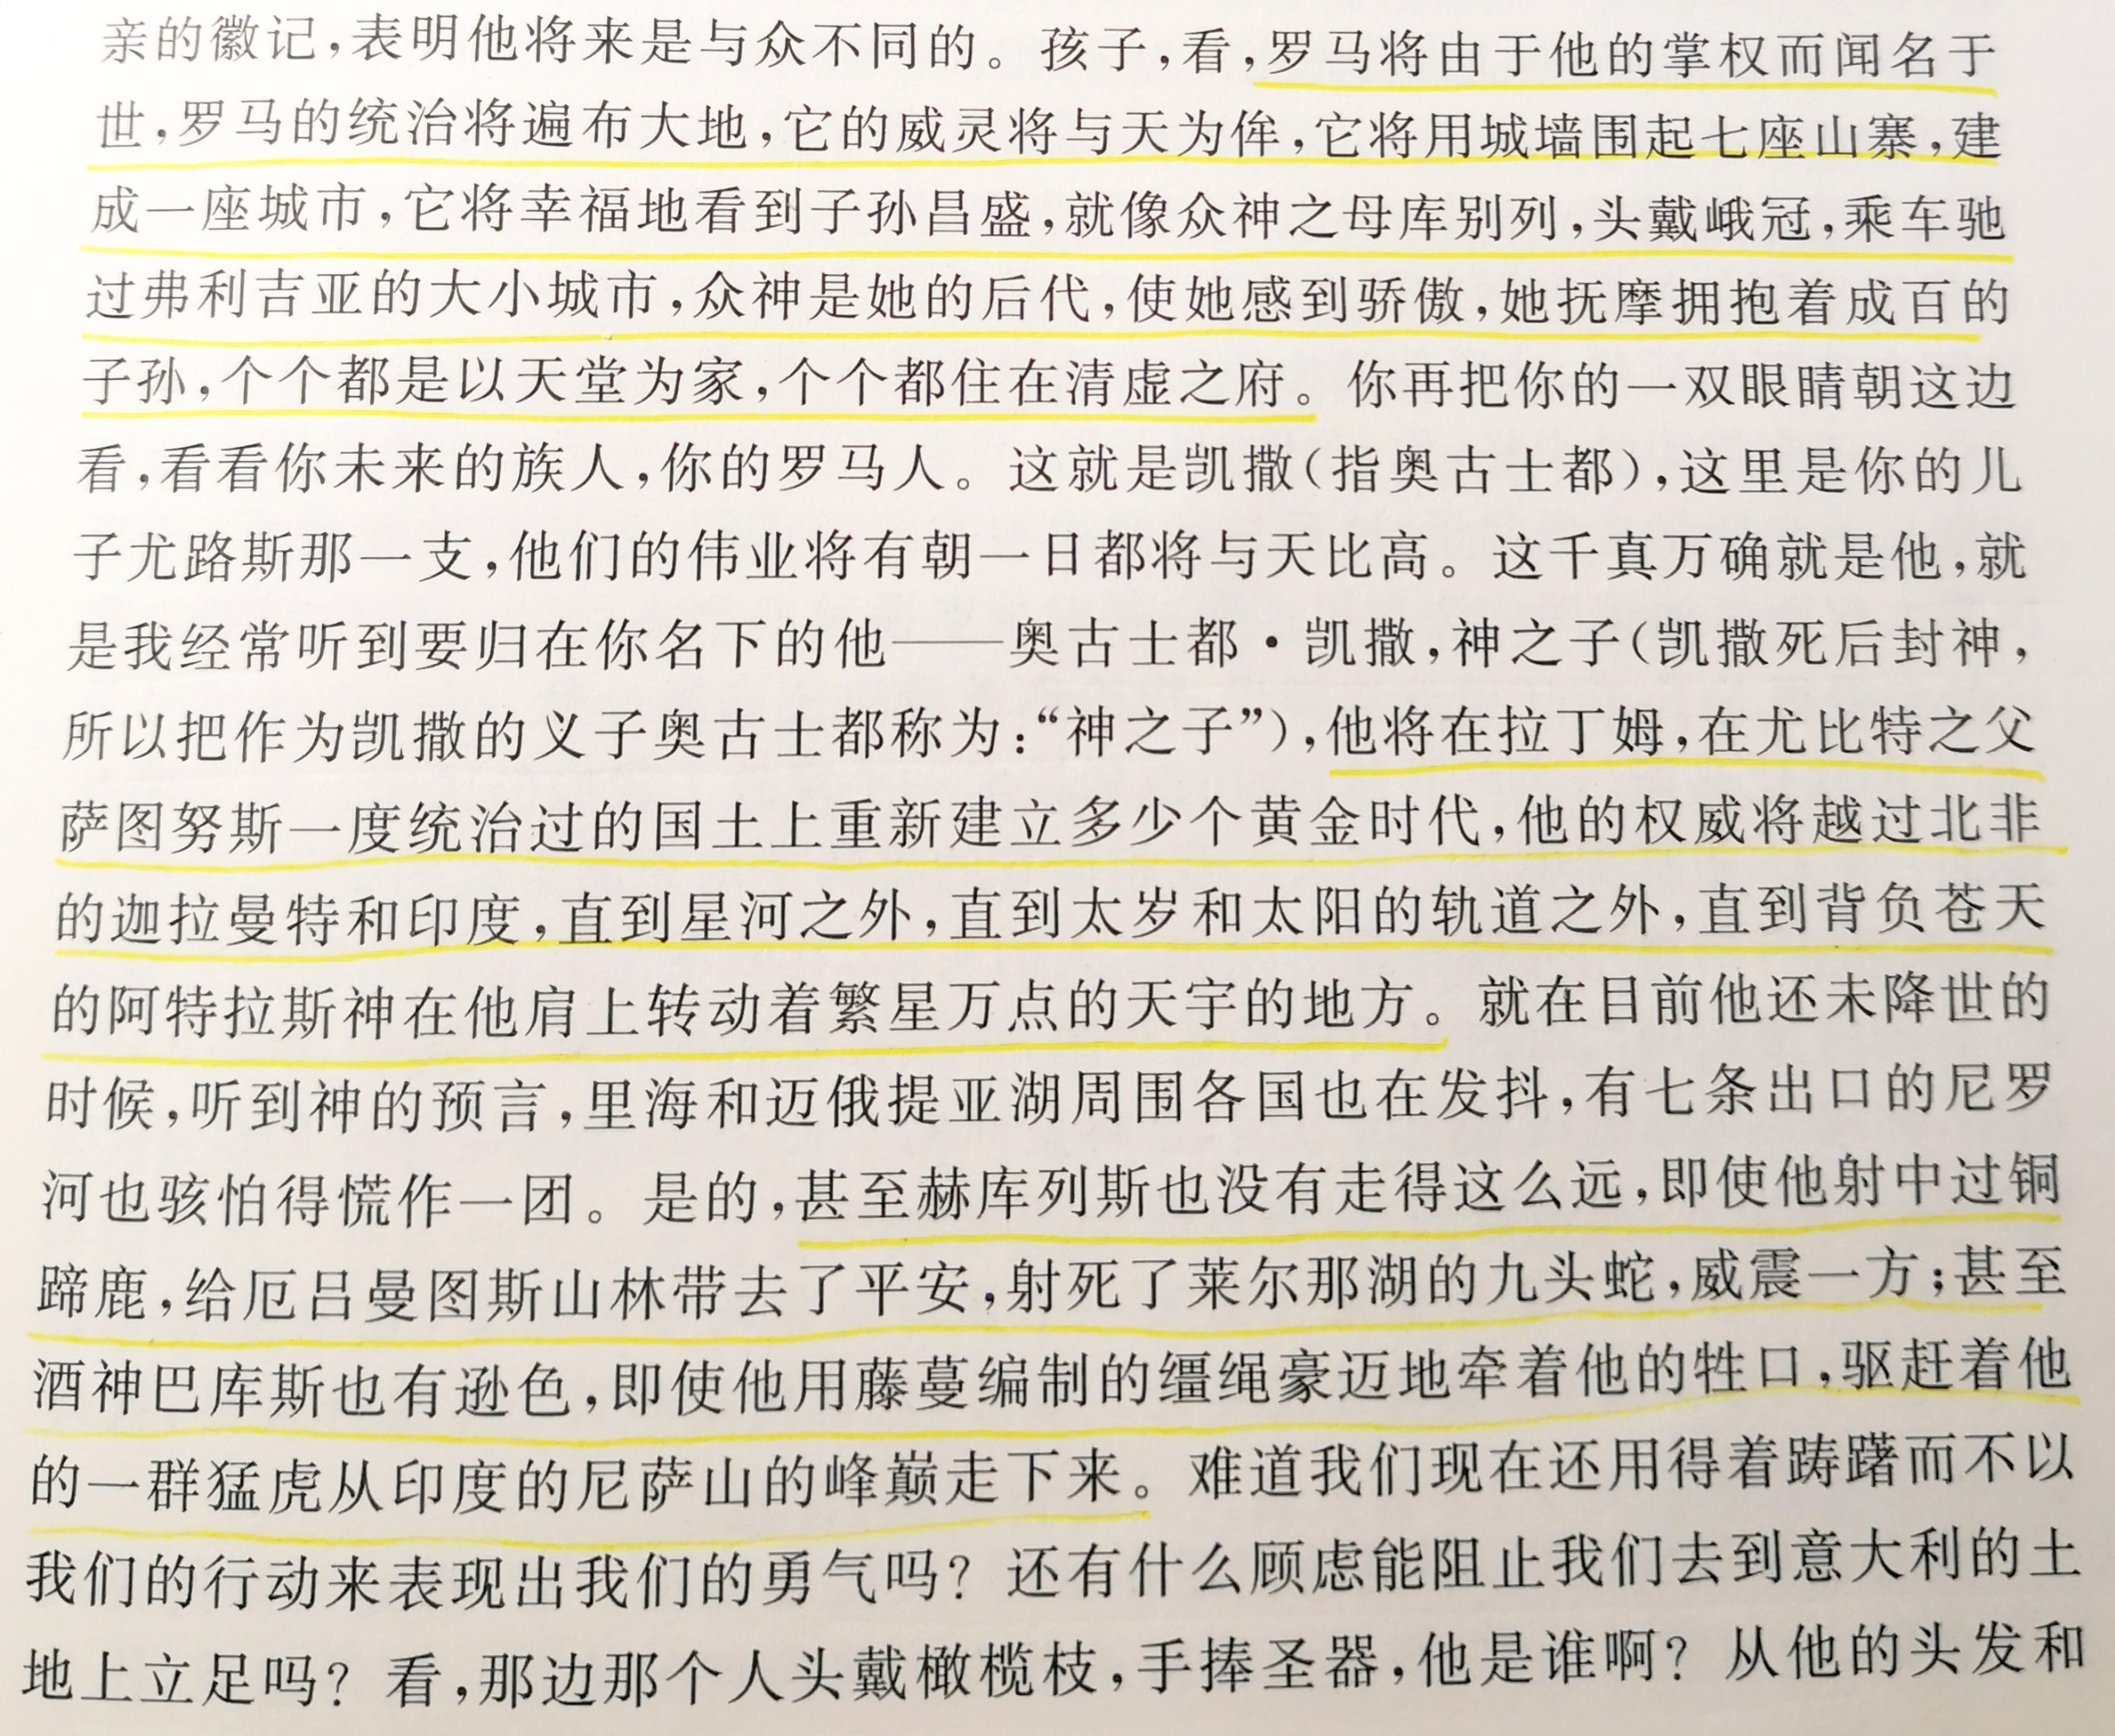 亲的徽记，表明他将来是与众不同的。孩子，看，罗马将由于他的掌权而闻名于
世，罗马的统治将遍布大地，它的威灵将与天为侔，它将用城墙围起七座山寨，建
成一座城市，它将幸福地看到子孙昌盛，就像众神之母库别列，头戴峨冠，乘车驰
过弗利吉亚的大小城市，众神是她的后代，使她感到骄傲，她抚摩拥抱着成百的
子孙，个个都是以天堂为家，个个都住在清虚之府。你再把你的一双眼睛朝这边
看，看看你未来的族人，你的罗马人。这就是凯撒（指奥古士都），这里是你的儿
子尤路斯那一支，他们的伟业将有朝一日都将与天比高。这千真万确就是他，就
是我经常听到要归在你名下的他——奥古士都·凯撒，神之子（凯撒死后封神，
所以把作为凯撒的义子奥古士都称为：“神之子”），他将在拉丁姆，在尤比特之父
萨图努斯一度统治过的国土上重新建立多少个黄金时代，他的权威将越过北非
的迦拉曼特和印度，直到星河之外，直到太岁和太阳的轨道之外，直到背负苍天
的阿特拉斯神在他肩上转动着繁星万点的天宇的地方。就在目前他还未降世的
时候，听到神的预言，里海和迈俄提亚湖周围各国也在发抖，有七条出口的尼罗
河也骇怕得慌作一团。是的，甚至赫库列斯也没有走得这么远，即使他射中过铜
蹄鹿，给厄吕曼图斯山林带去了平安，射死了莱尔那湖的九头蛇，威震一方；甚至
酒神巴库斯也有逊色，即使他用藤蔓编制的缰绳豪迈地牵着他的牲口，驱赶着他
的一群猛虎从印度的尼萨山的峰巅走下来。难道我们现在还用得着踌躇而不以
我们的行动来表现出我们的勇气吗？还有什么顾虑能阻止我们去到意大利的土
地上立足吗？看，那边那个人头戴橄榄枝，手捧圣器，他是谁啊？从他的头发和